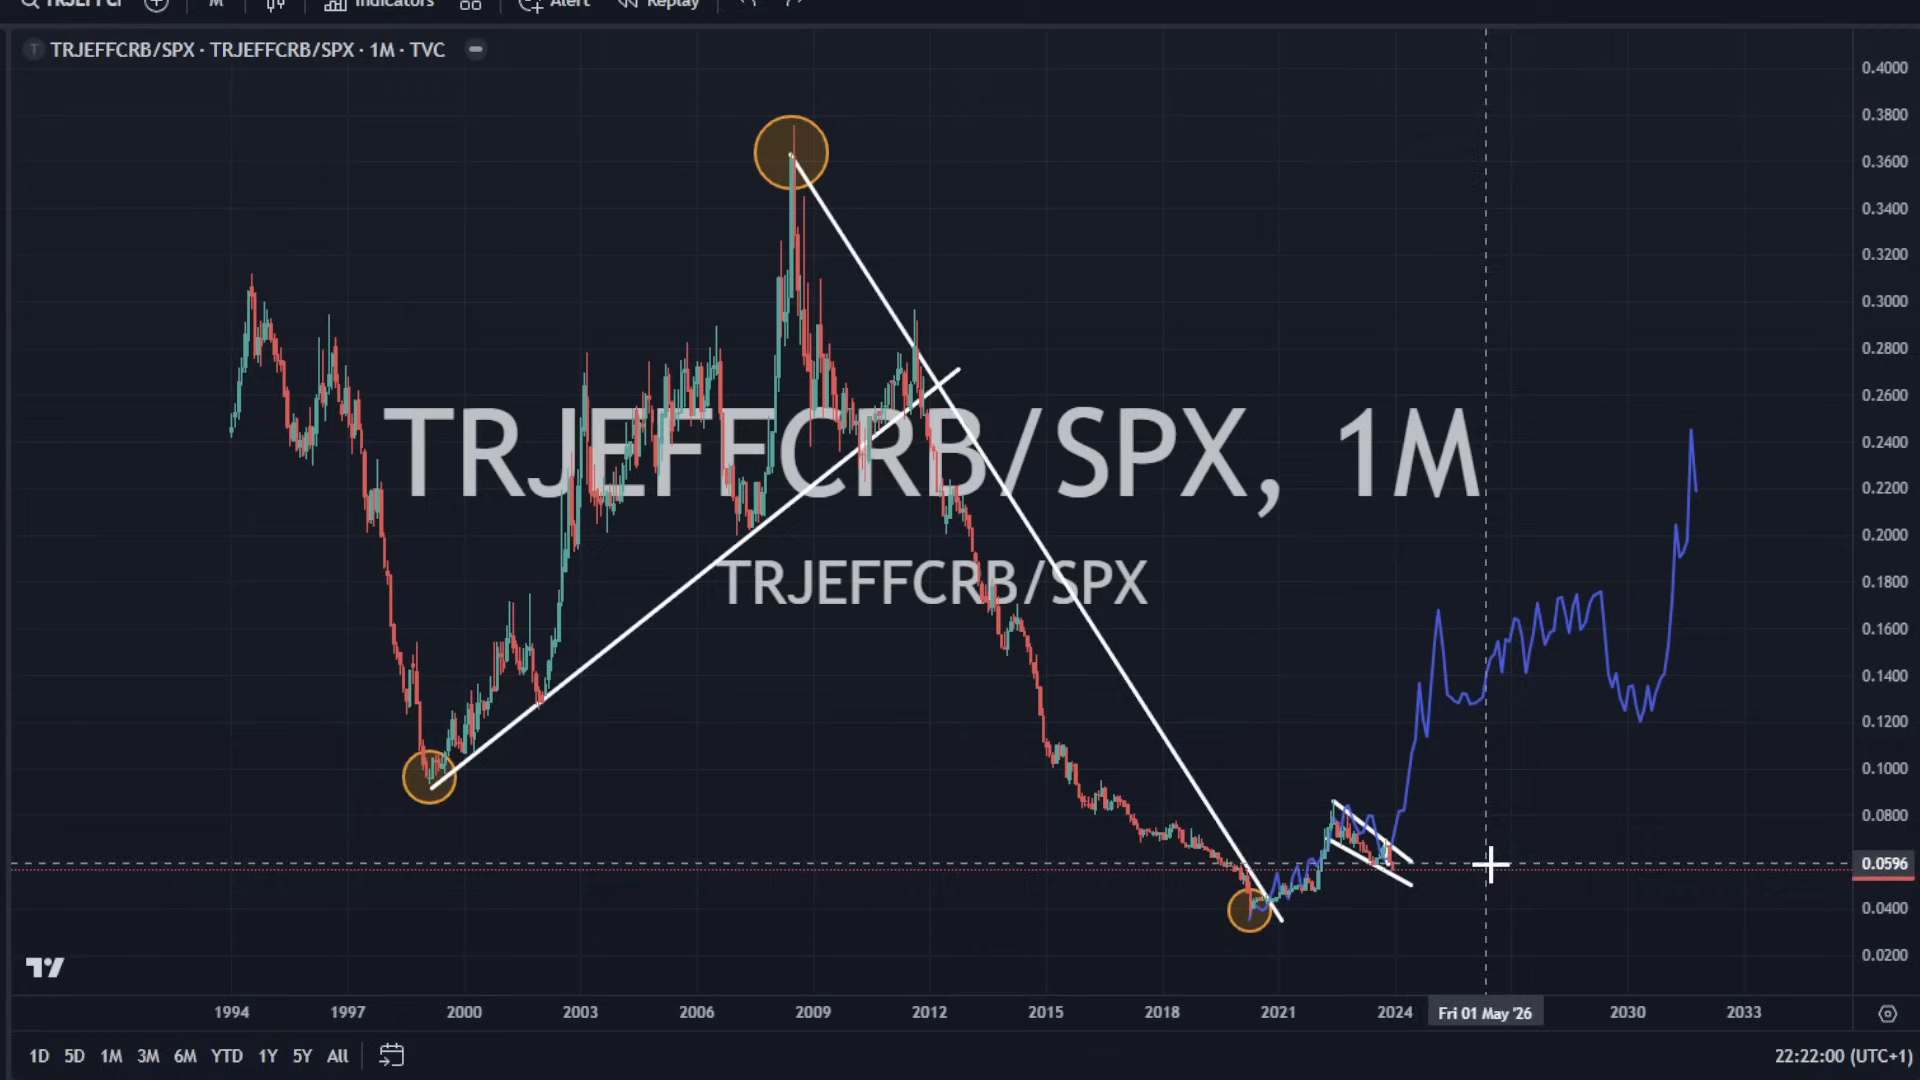 TRJEFFCR
M
Indicators
Alert
Replay
T TRJEFFCRB/SPX · TRJEFFCRB/SPX · 1M · TVC
TRJEFFCRB/SPX, 1M
TRJEFFCRB/SPX
0.4000
0.3800
0.3600
0.3400
0.3200
0.3000
0.2800
0.2600
0.2400
0.2200
0.2000
0.1800
0.1600
0.1400
0.1200
0.1000
0.0800
0.0596
0.0400
0.0200
1994 1997 2000 2003 2006 2009 2012 2015 2018 2021 2024 Fri 01 May '26 2030 2033
1D 5D 1M 3M 6M YTD 1Y 5Y All
22:22:00 (UTC+1)